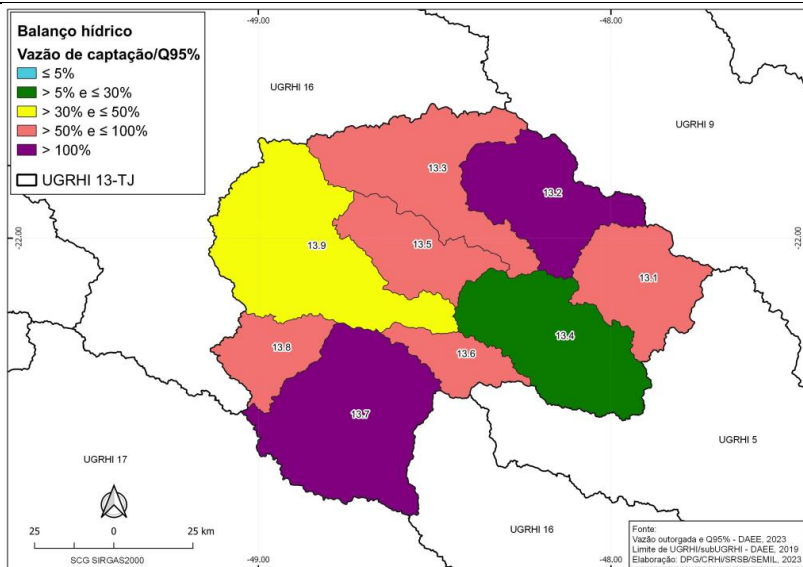 -49.00
-48.00
Balanço hídrico
Vazão de captação/Q95%
≤ 5%
> 5% e ≤ 30%
> 30% e ≤ 50%
> 50% e ≤ 100%
> 100%
UGRHI 13-TJ
UGRHI 16
UGRHI 9
13.3
13.2
-22.00
-22.00
13.9
13.5
13.1
13.4
13.8
13.6
13.7
UGRHI 17
UGRHI 5
UGRHI 16
25
0
25 km
SCG SIRGAS2000
-49.00
-48.00
Fonte:
Vazão outorgada e Q95% - DAEE, 2023
Limite de UGRHI/subUGRHI - DAEE, 2019
Elaboração: DPG/CRHi/SRSB/SEMIL, 2023